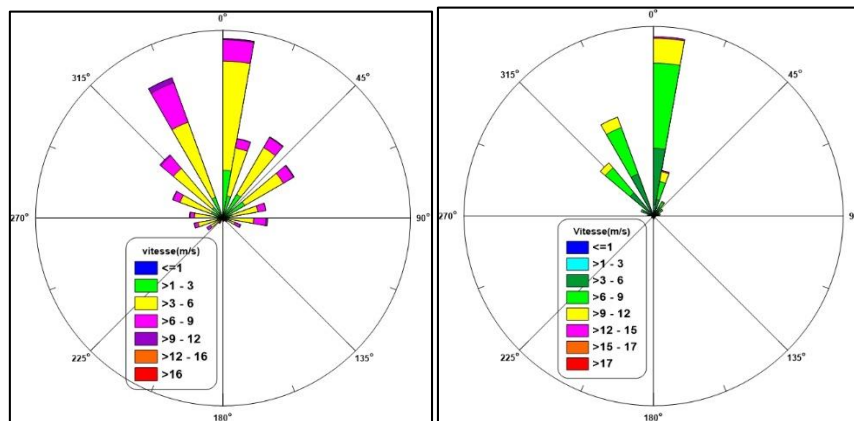 0°
315°
45°
270°
90°
vitesse(m/s)
<=1
>1 - 3
>3 - 6
>6 - 9
>9 - 12
>12 - 16
>16
225°
135°
180°
0°
315°
45°
270°
9
Vitesse(m/s)
<=1
>1 - 3
>3 - 6
>6 - 9
>9 - 12
>12 - 15
>15 - 17
>17
225°
135°
180°